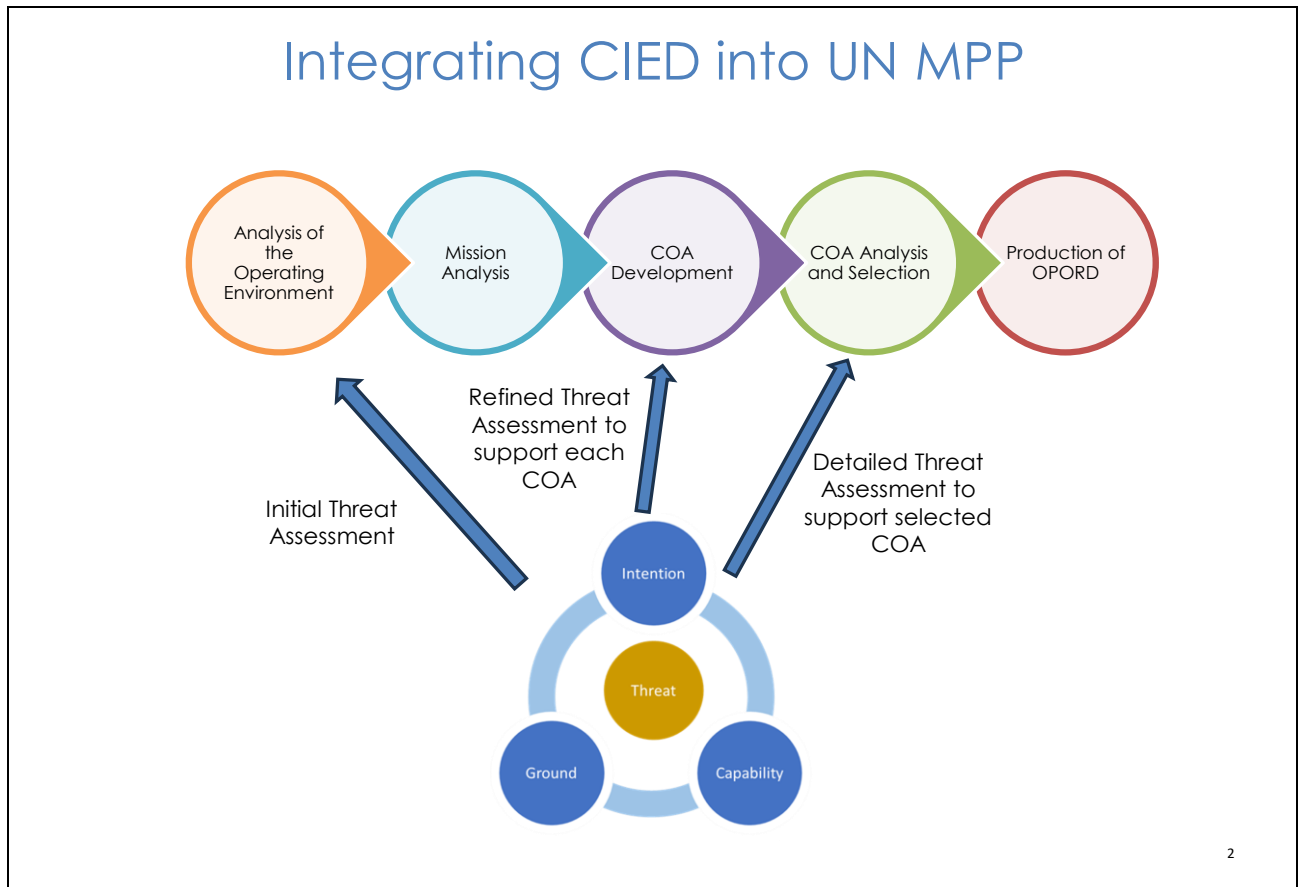 Integrating CIED into UN MPP
Analysis of
the
Operating
Environment
Mission
Analysis
COA
Development
COA Analysis
and Selection
Production of
OPORD
Initial Threat
Assessment
Refined Threat
Assessment to
support each
COA
Detailed Threat
Assessment to
support selected
COA
Intention
Threat
Ground
Capability
2